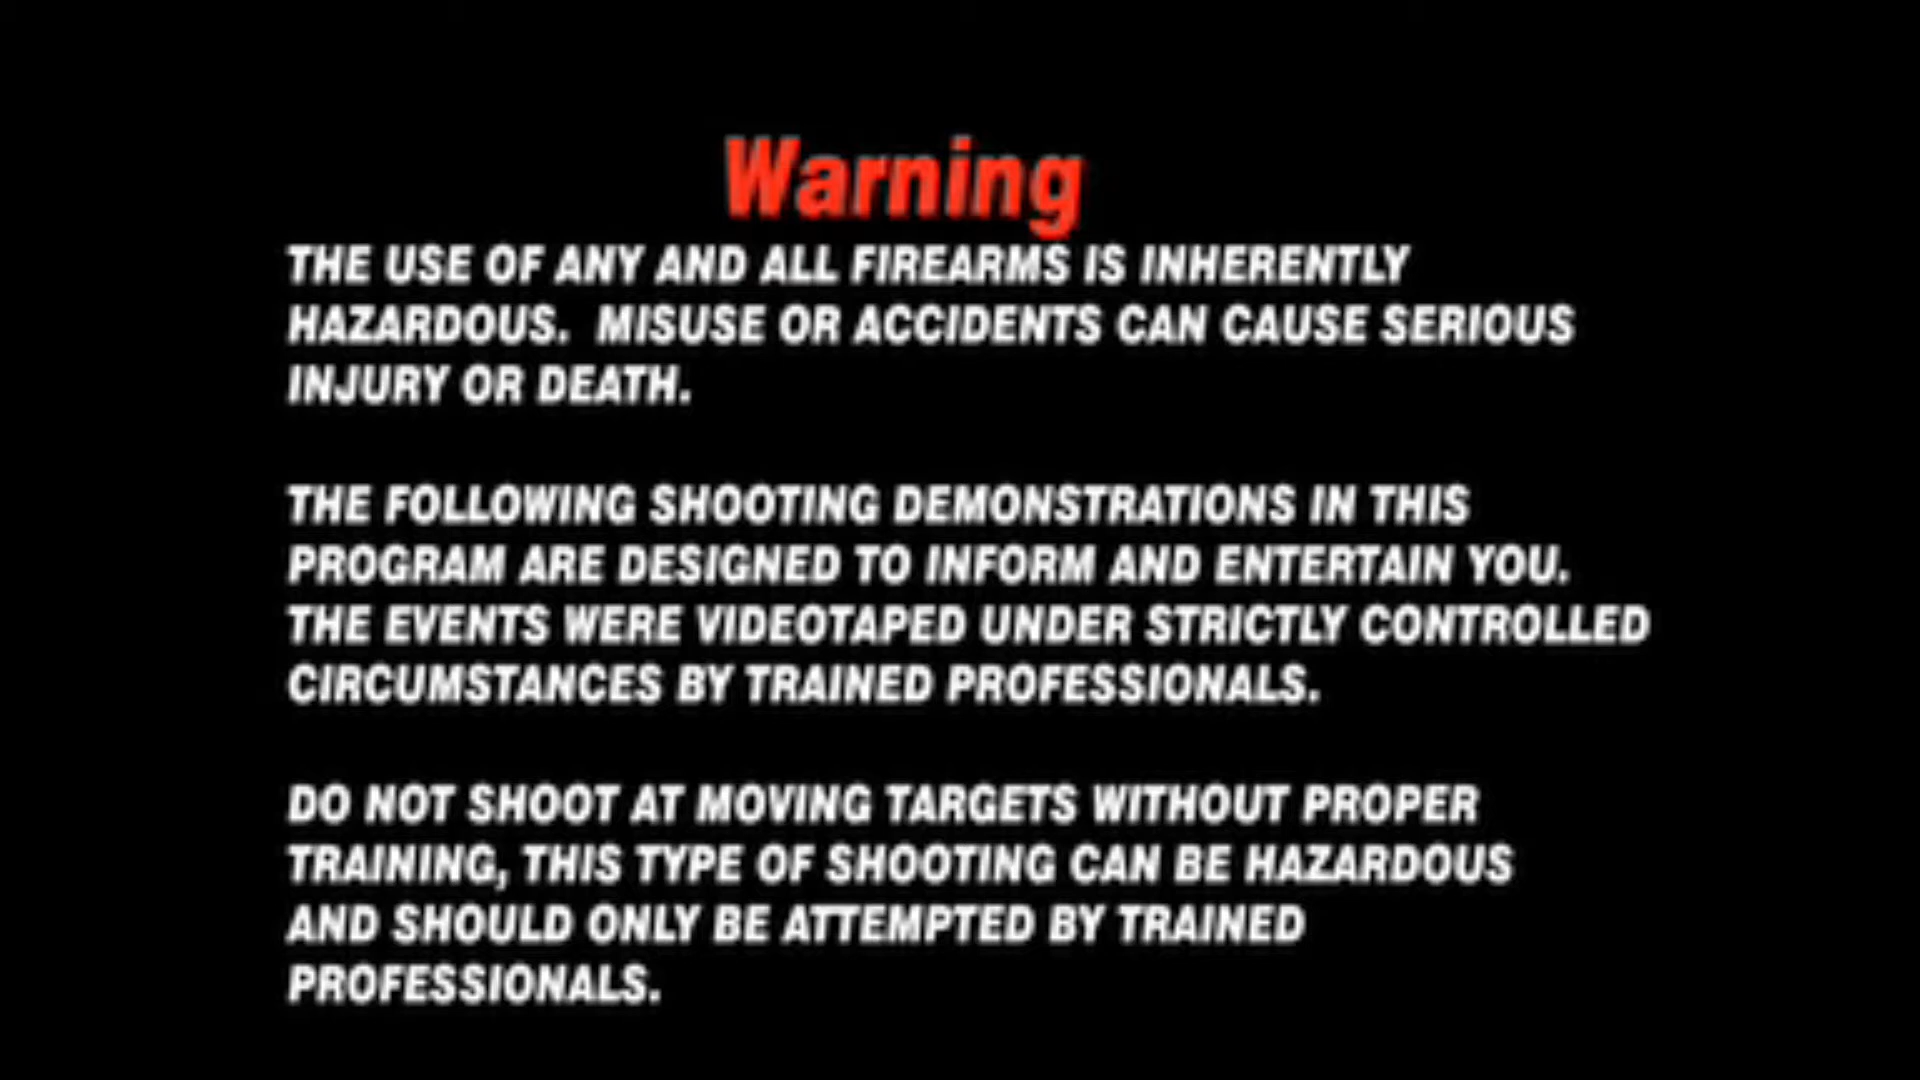 Warning
THE USE OF ANY AND ALL FIREARMS IS INHERENTLY
HAZARDOUS.  MISUSE OR ACCIDENTS CAN CAUSE SERIOUS
INJURY OR DEATH.
THE FOLLOWING SHOOTING DEMONSTRATIONS IN THIS
PROGRAM ARE DESIGNED TO INFORM AND ENTERTAIN YOU.
THE EVENTS WERE VIDEOTAPED UNDER STRICTLY CONTROLLED
CIRCUMSTANCES BY TRAINED PROFESSIONALS.
DO NOT SHOOT AT MOVING TARGETS WITHOUT PROPER
TRAINING, THIS TYPE OF SHOOTING CAN BE HAZARDOUS
AND SHOULD ONLY BE ATTEMPTED BY TRAINED
PROFESSIONALS.